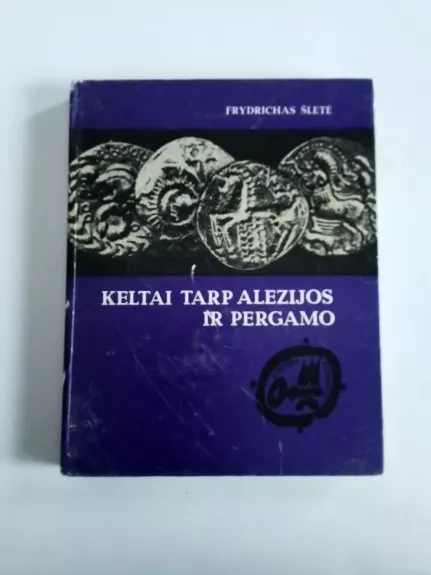 FRYDRICHAS ŠLETĖ
KELTAI TARP ALEZIJOS
IR PERGAMO